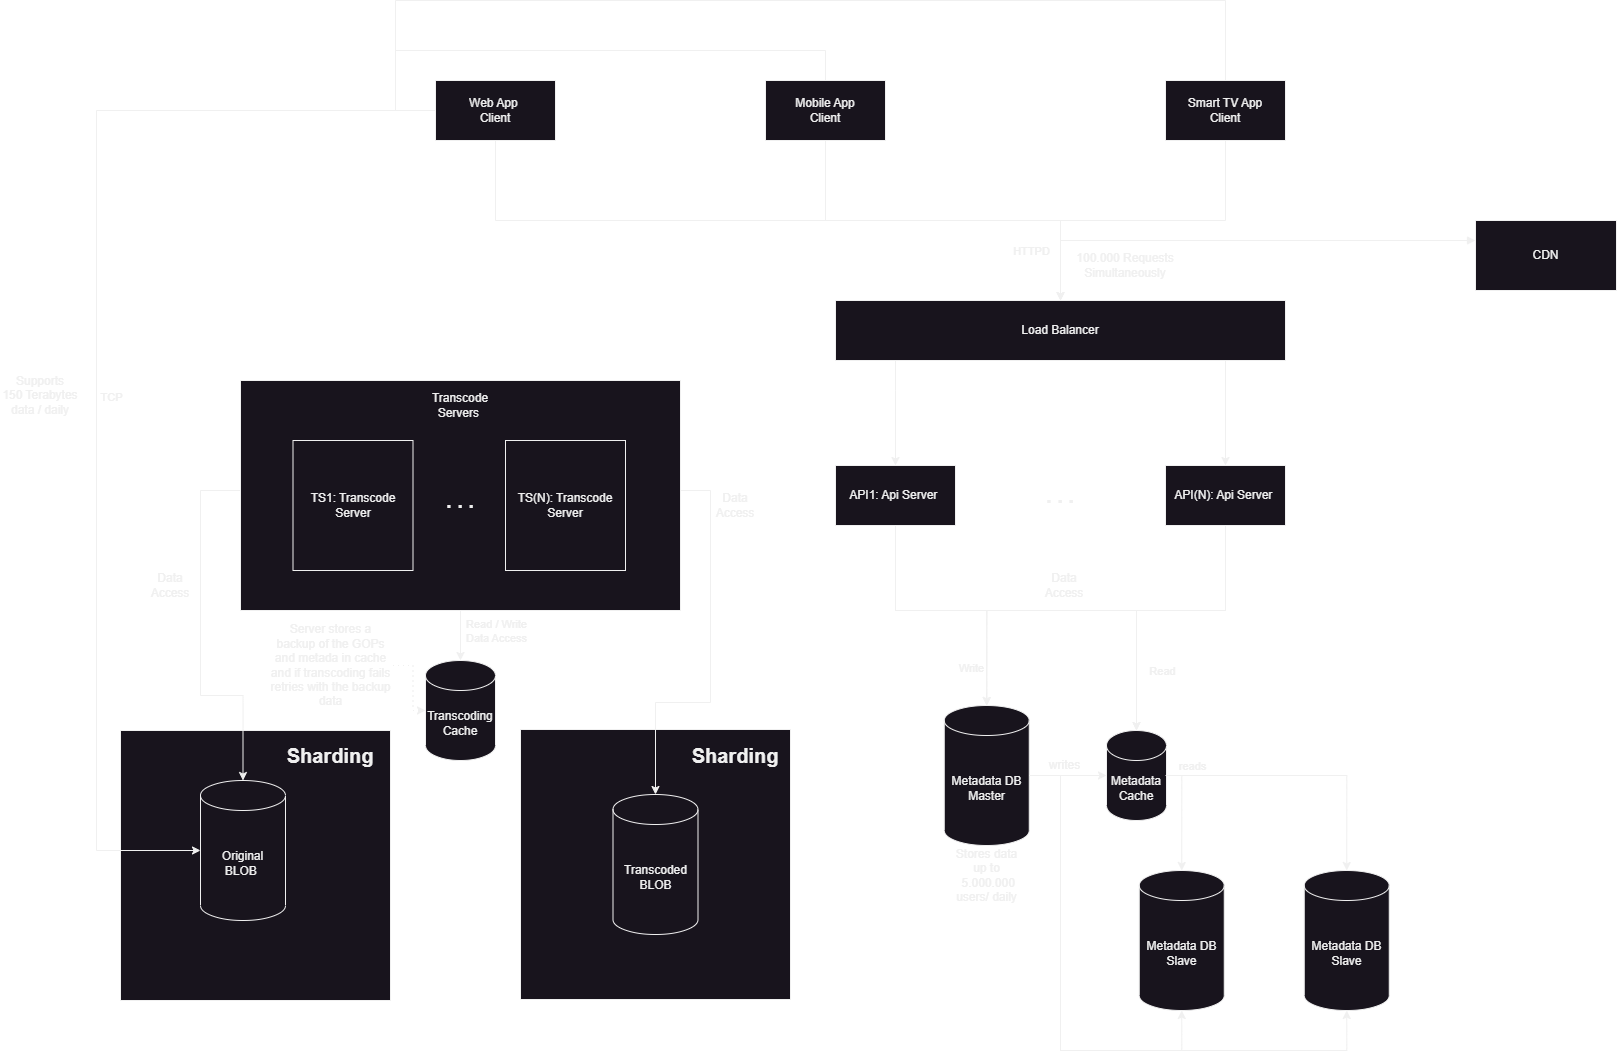 Web App
Client
Mobile App
Client
Smart TV App
Client
HTTPD
100.000 Requests
Simultaneously
CDN
Load Balancer
Supports
150 Terabytes
data / daily
TCP
Transcode
Servers
TS1: Transcode
Server
. . .
TS(N): Transcode
Server
Data
Access
API1: Api Server
. . .
API(N): Api Server
Data
Access
Data
Access
Server stores a
backup of the GOPs
and metada in cache
and if transcoding fails
retries with the backup
data
Read / Write
Data Access
Transcoding
Cache
Write
Read
Sharding
Original
BLOB
Sharding
Transcoded
BLOB
Metadata DB
Master
writes
Metadata
Cache
reads
Stores data
up to
5.000.000
users/ daily
Metadata DB
Slave
Metadata DB
Slave